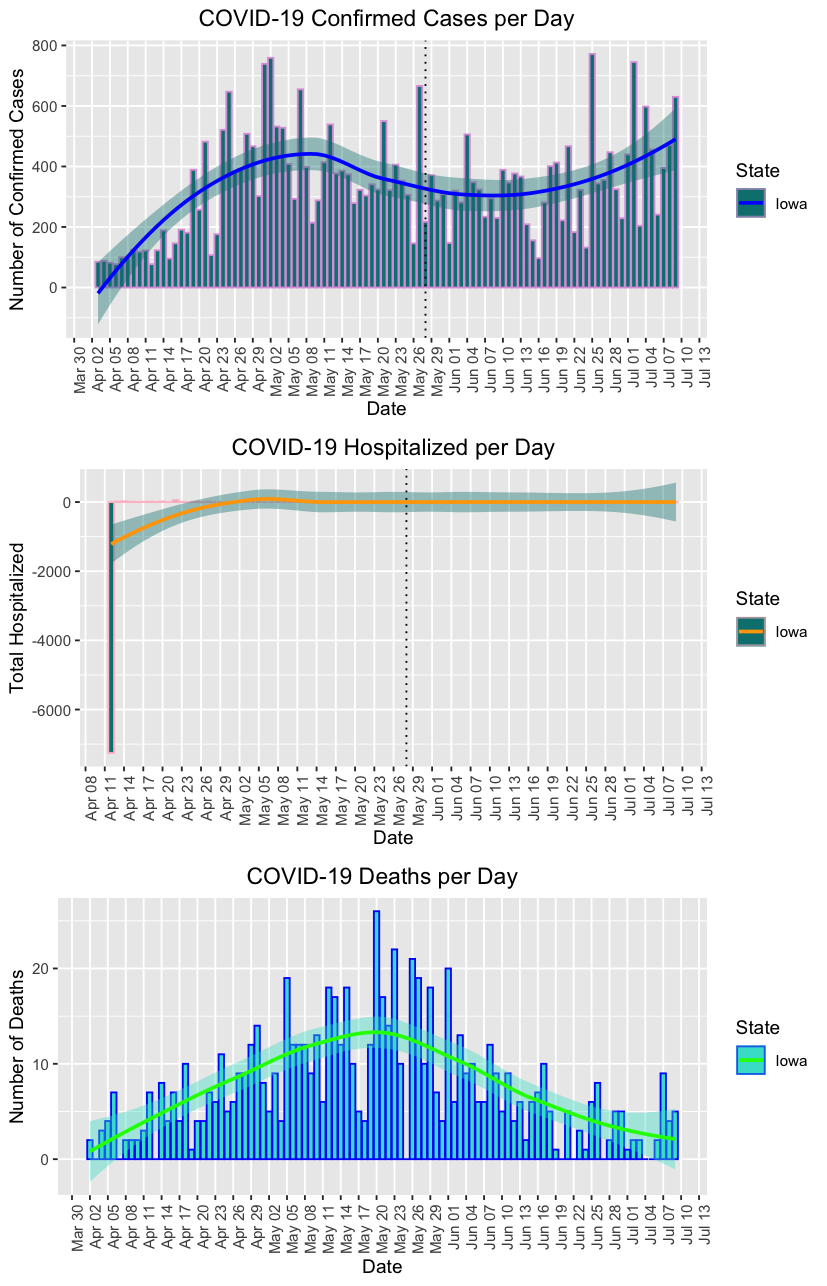 COVID-19 Confirmed Cases per Day
Number of Confirmed Cases
800
600
400
200
0
Mar 30
Apr 02
Apr 05
Apr 08
Apr 11
Apr 14
Apr 17
Apr 20
Apr 23
Apr 26
Apr 29
May 02
May 05
May 08
May 11
May 14
May 17
May 20
May 23
May 26
May 29
Jun 01
Jun 04
Jun 07
Jun 10
Jun 13
Jun 16
Jun 19
Jun 22
Jun 25
Jun 28
Jul 01
Jul 04
Jul 07
Jul 10
Jul 13
Date
State
Iowa
COVID-19 Hospitalized per Day
Total Hospitalized
0
-2000
-4000
-6000
Apr 08
Apr 11
Apr 14
Apr 17
Apr 20
Apr 23
Apr 26
Apr 29
May 02
May 05
May 08
May 11
May 14
May 17
May 20
May 23
May 26
May 29
Jun 01
Jun 04
Jun 07
Jun 10
Jun 13
Jun 16
Jun 19
Jun 22
Jun 25
Jun 28
Jul 01
Jul 04
Jul 07
Jul 10
Jul 13
Date
State
Iowa
COVID-19 Deaths per Day
Number of Deaths
20
10
0
Mar 30
Apr 02
Apr 05
Apr 08
Apr 11
Apr 14
Apr 17
Apr 20
Apr 23
Apr 26
Apr 29
May 02
May 05
May 08
May 11
May 14
May 17
May 20
May 23
May 26
May 29
Jun 01
Jun 04
Jun 07
Jun 10
Jun 13
Jun 16
Jun 19
Jun 22
Jun 25
Jun 28
Jul 01
Jul 04
Jul 07
Jul 10
Jul 13
Date
State
Iowa